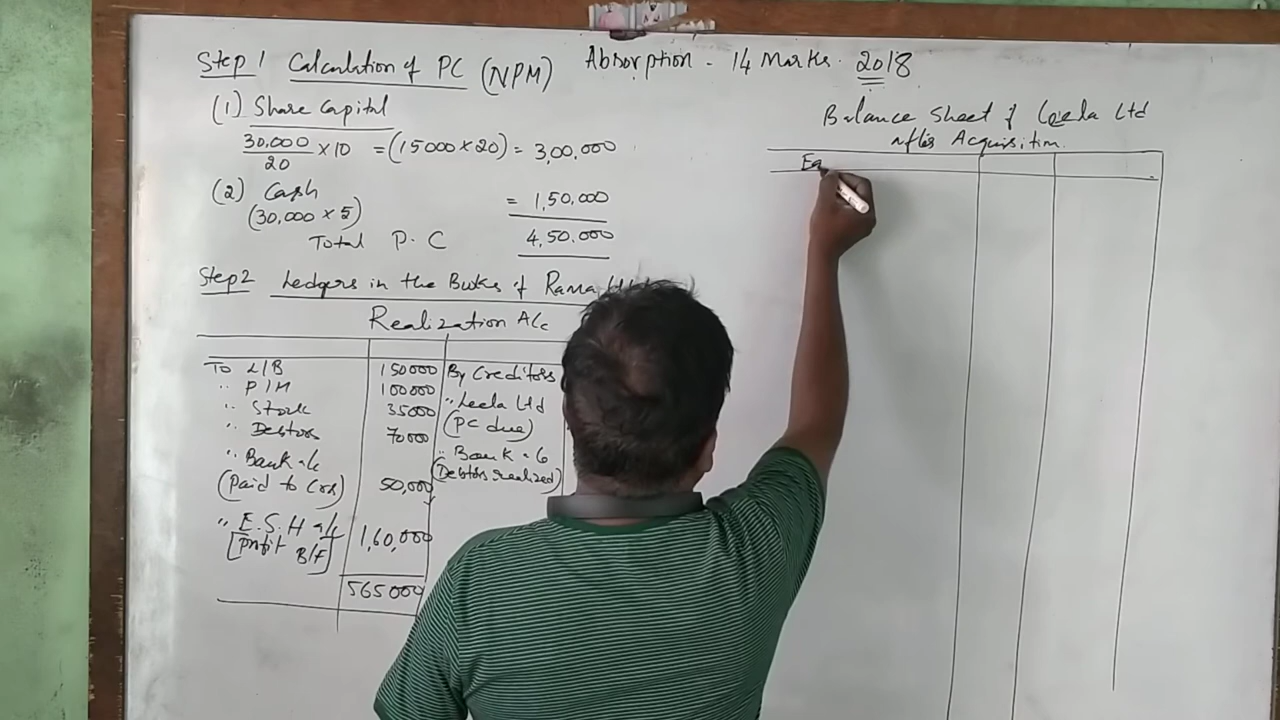 Step 1 Calculation of PC (NPM) Absorption - 14 Marks. 2018
(1) Share Capital
30,000/20 × 10 = (15000 × 20) = 3,00,000
(2) Cash = 1,50,000
(30,000 × 5)
Total P.C 4,50,000
Step 2 Ledgers in the Books of Rama
Realization A/c
To L/B 150000 By Creditors
" P/M 100000 " Leela Ltd
" Stock 35000 (PC due)
" Debtors 70000 " Bank a/c
" Bank a/c (Debtors realized)
(Paid to Crs) 50,000
" E.S.H a/c 1,60,000
[Profit B/F]
565000
Balance Sheet of Leela Ltd
after Acquisition.
Eq